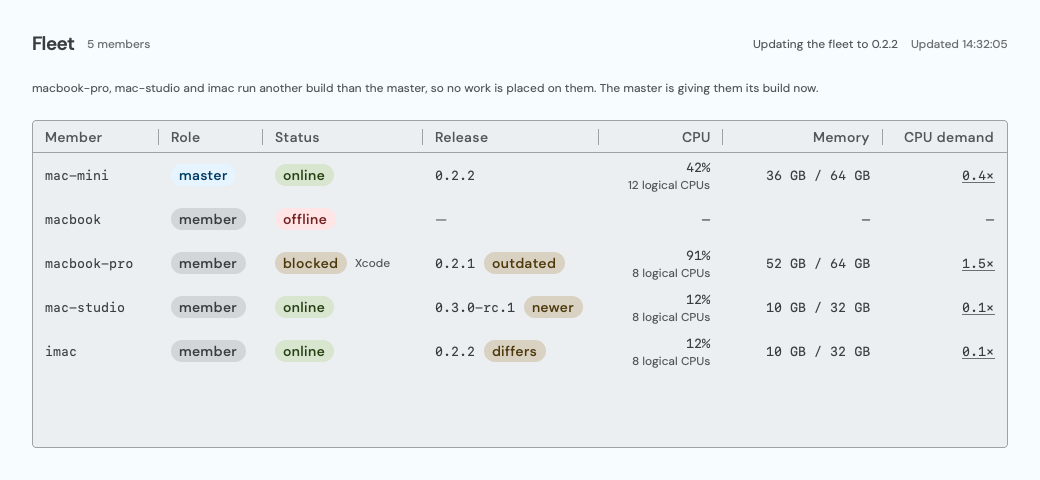 Fleet 5 members Updating the fleet to 0.2.2 Updated 14:32:05
macbook-pro, mac-studio and imac run another build than the master, so no work is placed on them. The master is giving them its build now.
Member Role Status Release CPU Memory CPU demand
mac-mini master online 0.2.2 42% 36 GB / 64 GB 0.4×
12 logical CPUs
macbook member offline — — — —
macbook-pro member blocked Xcode 0.2.1 outdated 91% 52 GB / 64 GB 1.5×
8 logical CPUs
mac-studio member online 0.3.0-rc.1 newer 12% 10 GB / 32 GB 0.1×
8 logical CPUs
imac member online 0.2.2 differs 12% 10 GB / 32 GB 0.1×
8 logical CPUs